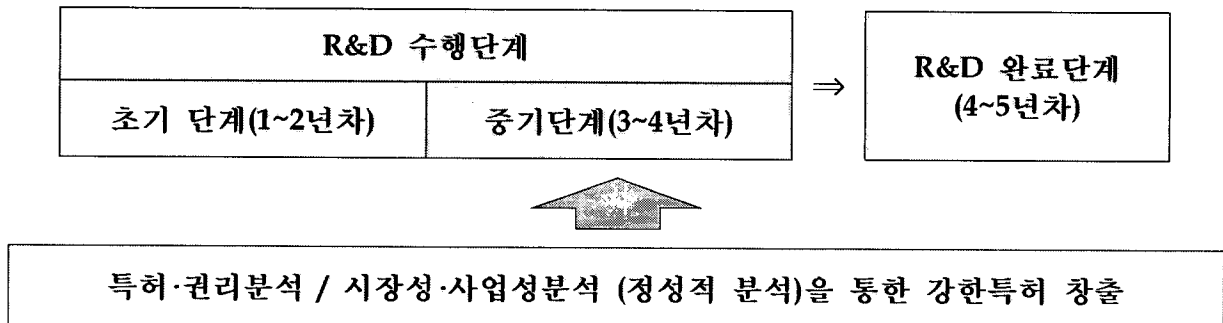 R&D 수행단계
초기 단계(1~2년차)
중기단계(3~4년차)
⇒
R&D 완료단계
(4~5년차)
특허·권리분석 / 시장성·사업성분석 (정성적 분석)을 통한 강한특허 창출